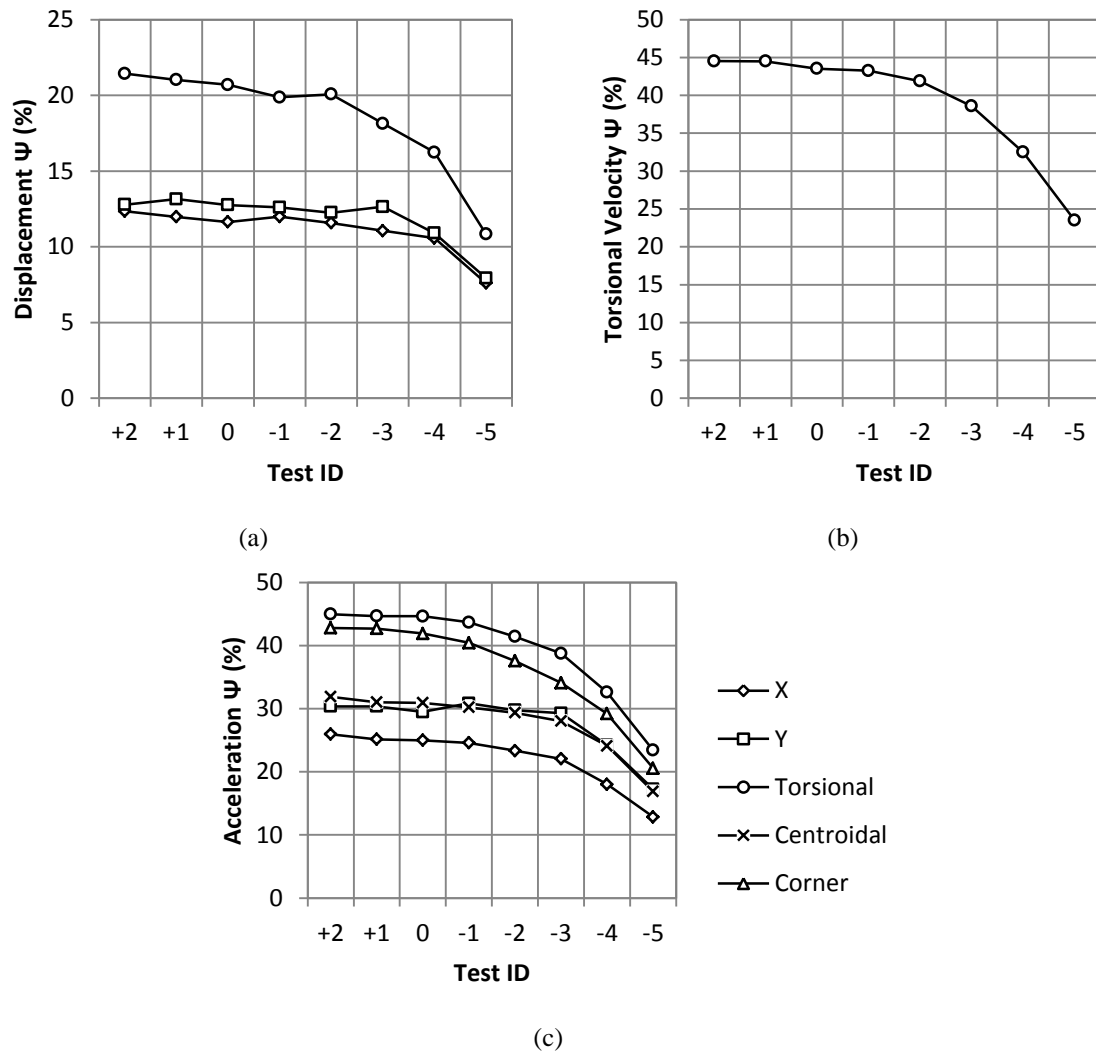 Displacement Ψ (%)
25
20
15
10
5
0
+2 +1 0 -1 -2 -3 -4 -5
Test ID
(a)
Torsional Velocity Ψ (%)
50
45
40
35
30
25
20
15
10
5
0
+2 +1 0 -1 -2 -3 -4 -5
Test ID
(b)
Acceleration Ψ (%)
50
40
30
20
10
0
+2 +1 0 -1 -2 -3 -4 -5
Test ID
X
Y
Torsional
Centroidal
Corner
(c)